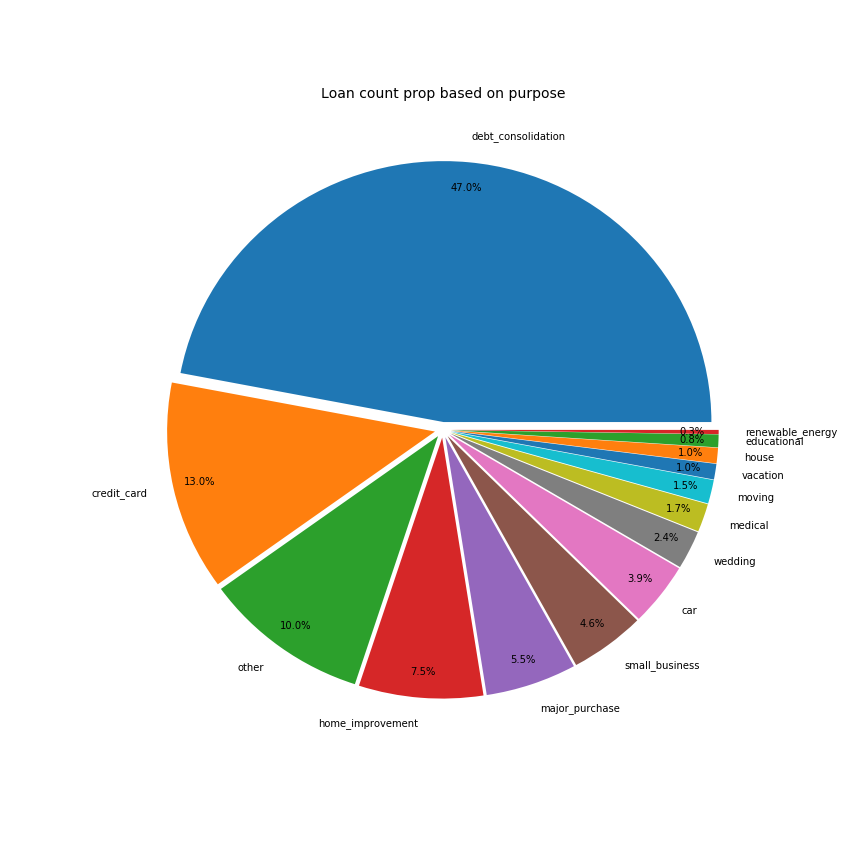 Loan count prop based on purpose
debt_consolidation
47.0%
credit_card
13.0%
other
10.0%
home_improvement
7.5%
major_purchase
5.5%
small_business
4.6%
car
3.9%
wedding
2.4%
medical
1.7%
moving
1.5%
vacation
1.0%
house
1.0%
educational
0.8%
renewable_energy
0.3%